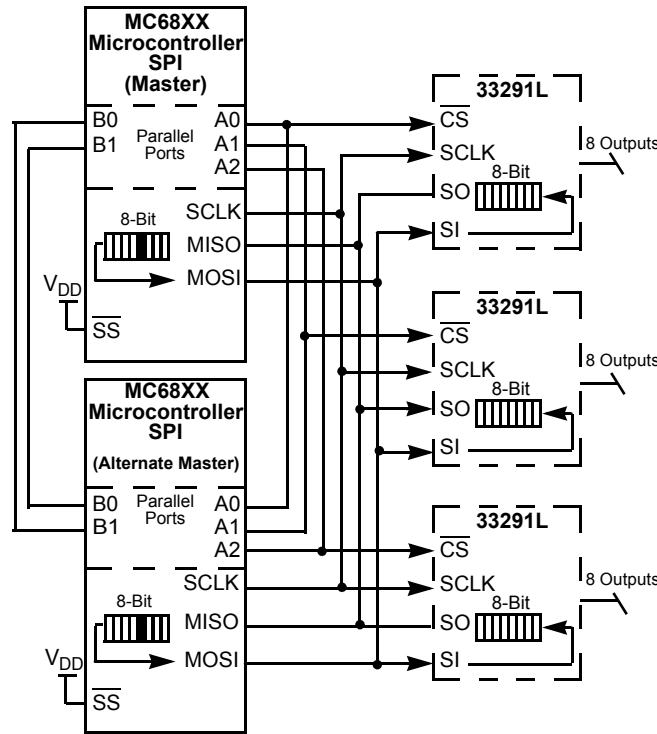 MC68XX
Microcontroller
SPI
(Master)
B0
B1
Parallel
Ports
A0
A1
A2
8-Bit
SCLK
MISO
MOSI
VDD
SS
33291L
CS
SCLK
SO
8-Bit
SI
8 Outputs
33291L
CS
SCLK
SO
8-Bit
SI
8 Outputs
MC68XX
Microcontroller
SPI
(Alternate Master)
B0
B1
Parallel
Ports
A0
A1
A2
8-Bit
SCLK
MISO
MOSI
VDD
SS
33291L
CS
SCLK
SO
8-Bit
SI
8 Outputs